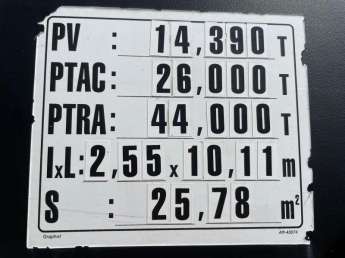 PV : 14,390 T
PTAC : 26,000 T
PTRA : 44,000 T
IxL: 2,55 x 10,11 m
S : 25,78 m²